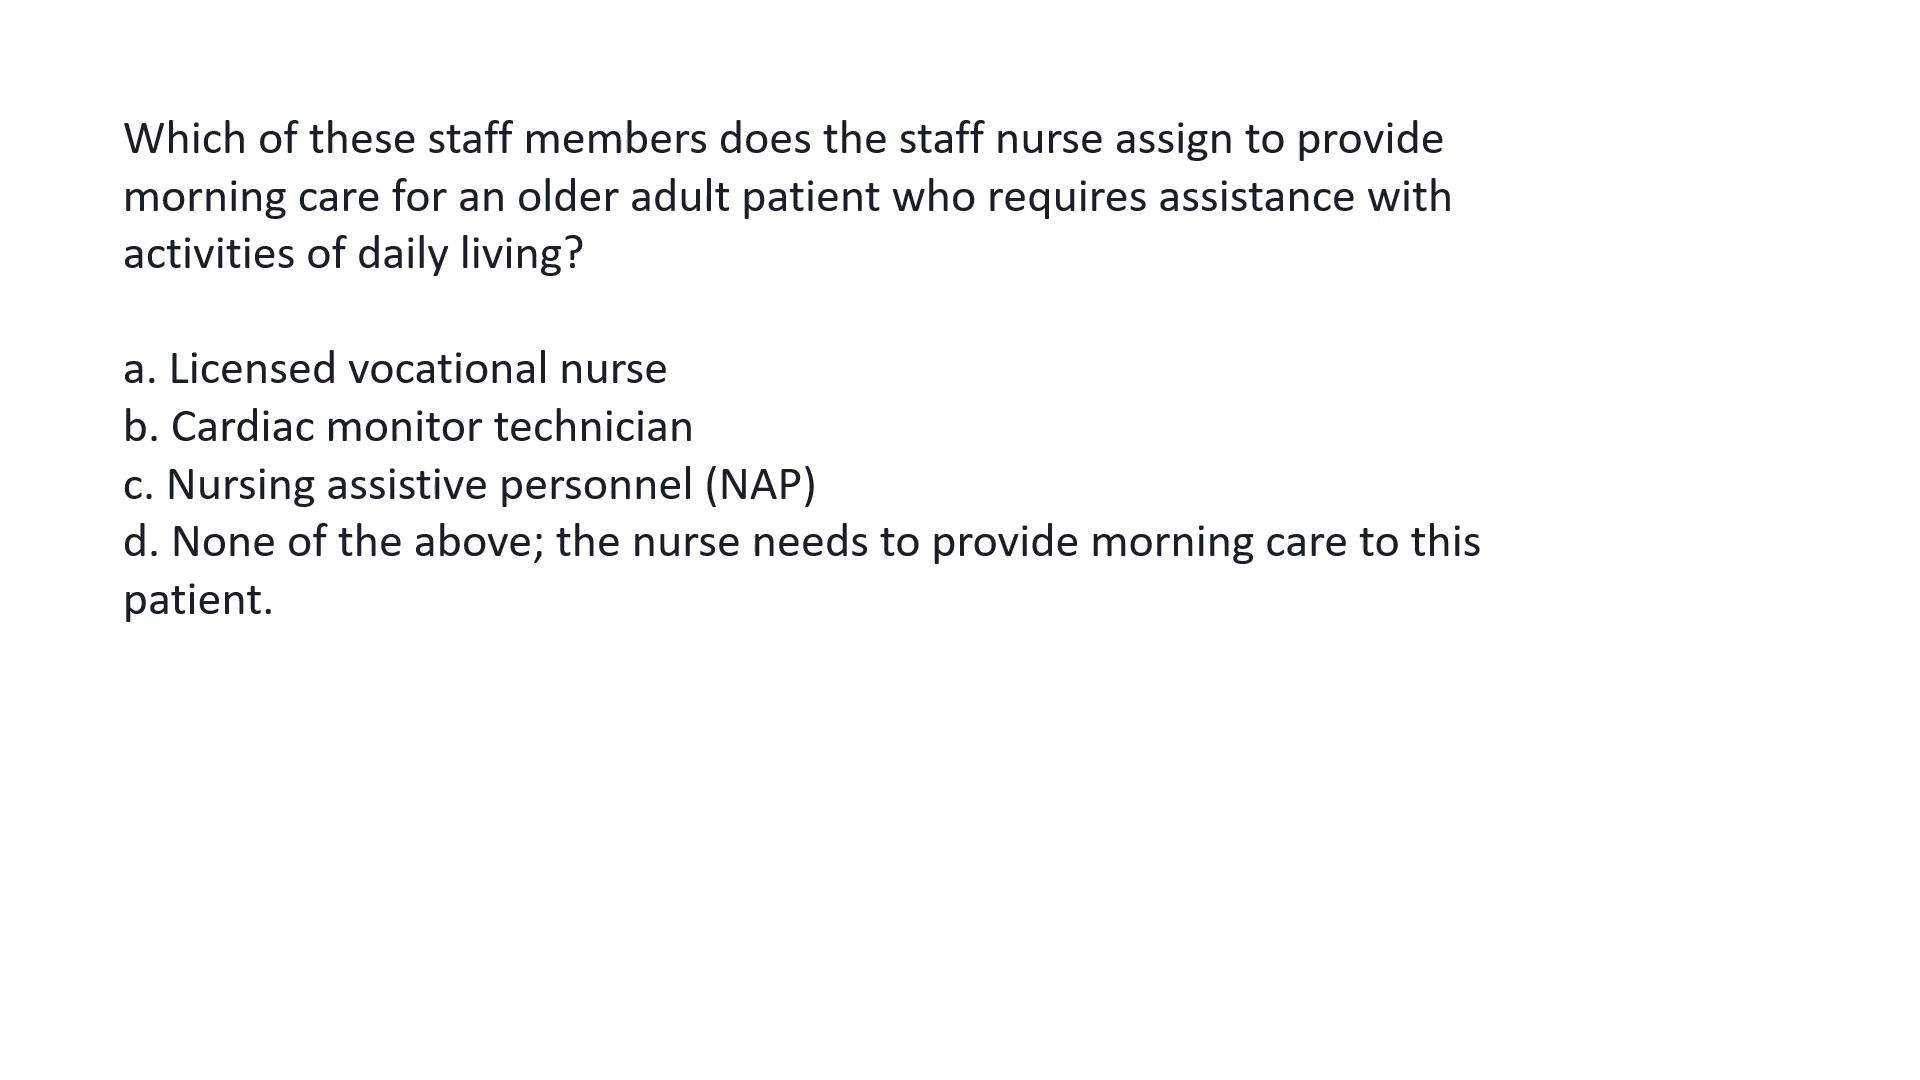 Which of these staff members does the staff nurse assign to provide
morning care for an older adult patient who requires assistance with
activities of daily living?
a. Licensed vocational nurse
b. Cardiac monitor technician
c. Nursing assistive personnel (NAP)
d. None of the above; the nurse needs to provide morning care to this
patient.